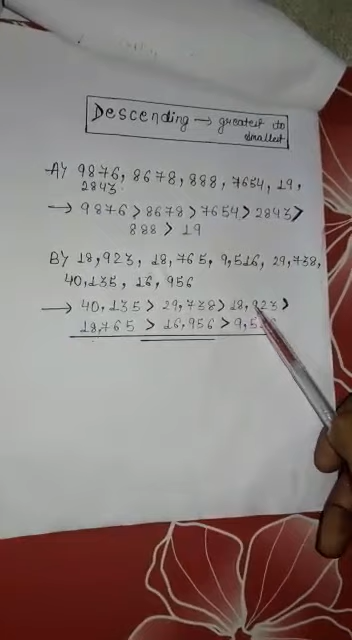 Descending → greatest to
smallest
A) 9876, 8678, 888, 7654, 19,
2843
→ 9876 > 8678 > 7654 > 2843 >
888 > 19
B) 18,923, 18,765, 9,516, 29,738,
40,135, 16,956
→ 40,135 > 29,738 > 18,923 >
18,765 > 16,956 >